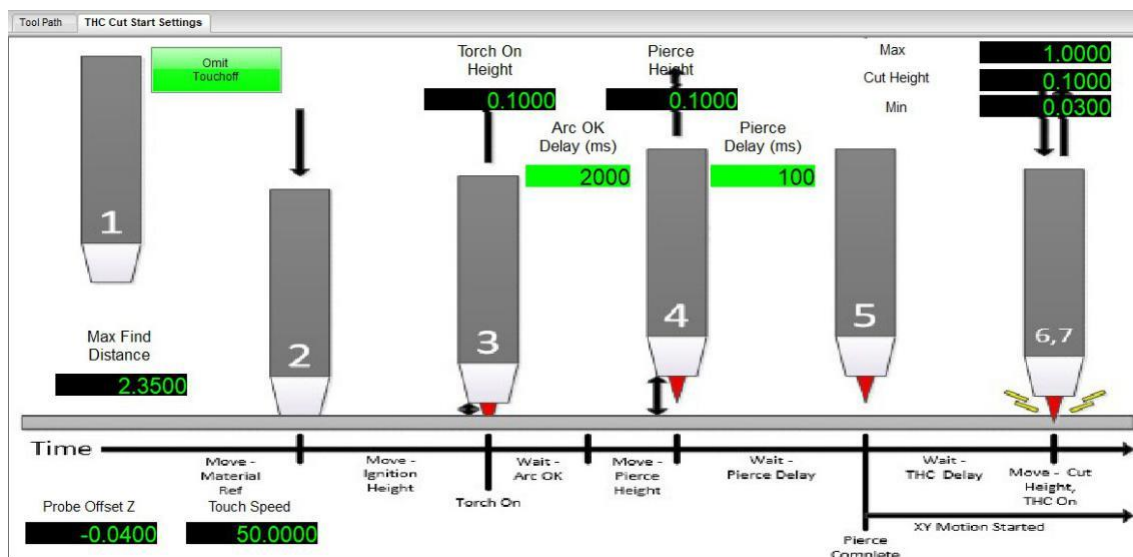 Tool Path
THC Cut Start Settings
Omit
Touchoff
Torch On
Height
0.1000
Pierce
Height
0.1000
Max
1.0000
Cut Height
0.1000
Min
0.0300
Arc OK
Delay (ms)
2000
Pierce
Delay (ms)
100
1
2
3
4
5
6,7
Max Find
Distance
2.3500
Time
Move -
Material
Ref
Move -
Ignition
Height
Torch On
Wait -
Arc OK
Move -
Pierce
Height
Wait -
Pierce Delay
Pierce
Complete
Wait -
THC Delay
Move - Cut
Height,
THC On
XY Motion Started
Probe Offset Z
-0.0400
Touch Speed
50.0000